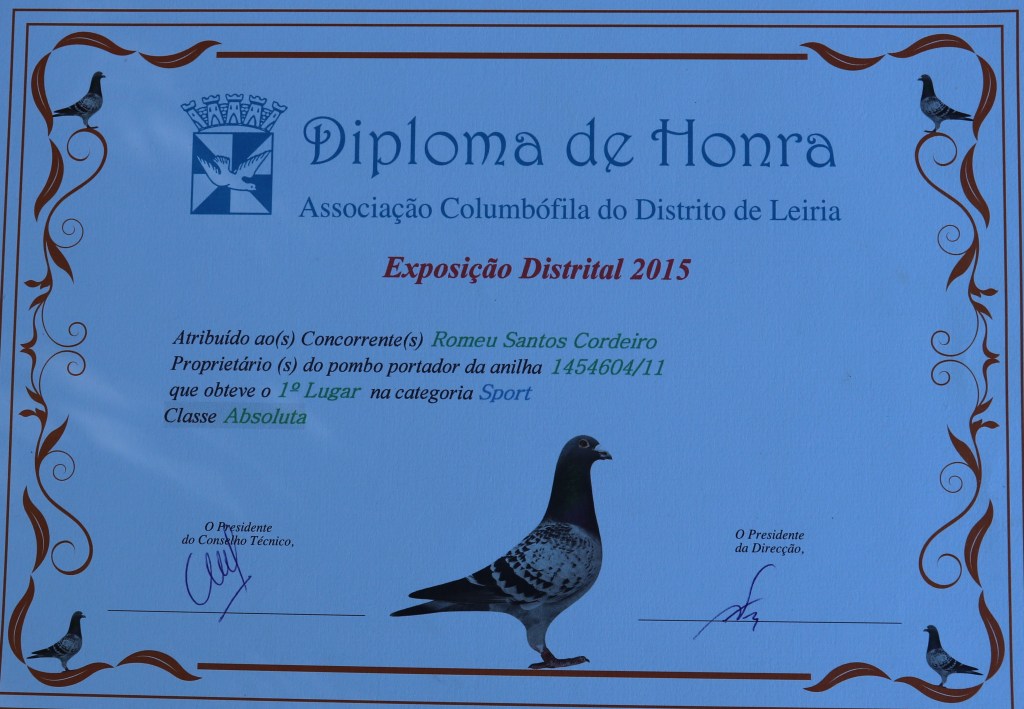 Diploma de Honra
Associação Columbófila do Distrito de Leiria
Exposição Distrital 2015
Atribuído ao(s) Concorrente(s) Romeu Santos Cordeiro
Proprietário (s) do pombo portador da anilha 1454604/11
que obteve o 1º Lugar na categoria Sport
Classe Absoluta
O Presidente
do Conselho Técnico,
O Presidente
da Direcção,